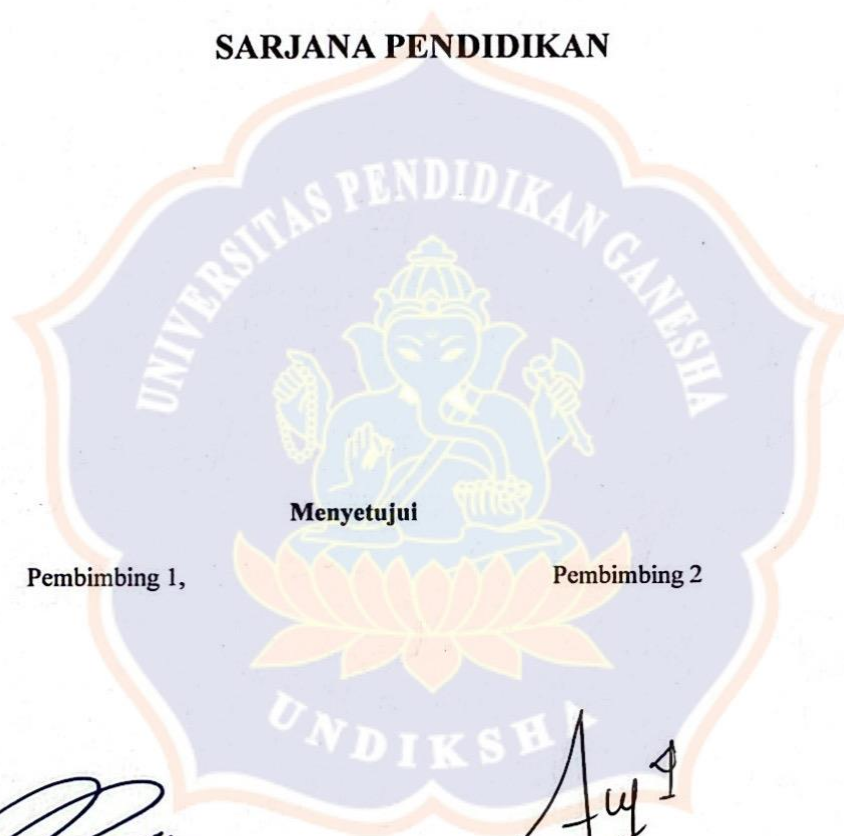 SARJANA PENDIDIKAN
UNIVERSITAS PENDIDIKAN GANESHA
Menyetujui
Pembimbing 1,
Pembimbing 2
UNDIKSHA